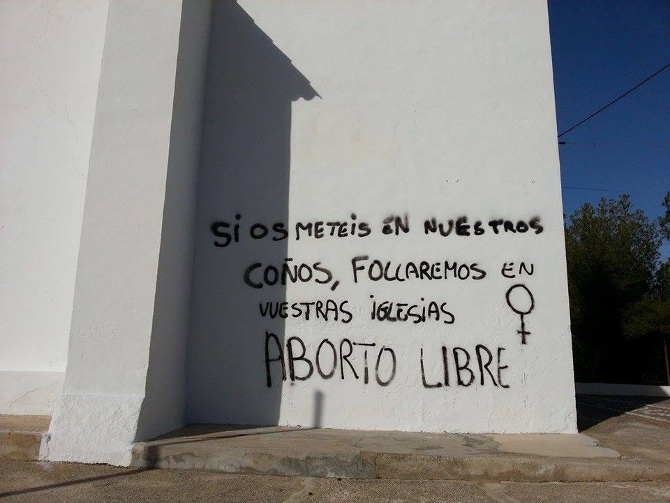 Si OS METEiS EN NUESTROS
COÑOS, FOLLAREMOS EN
VUESTRAS iGLESiAS
ABORTO LIBRE